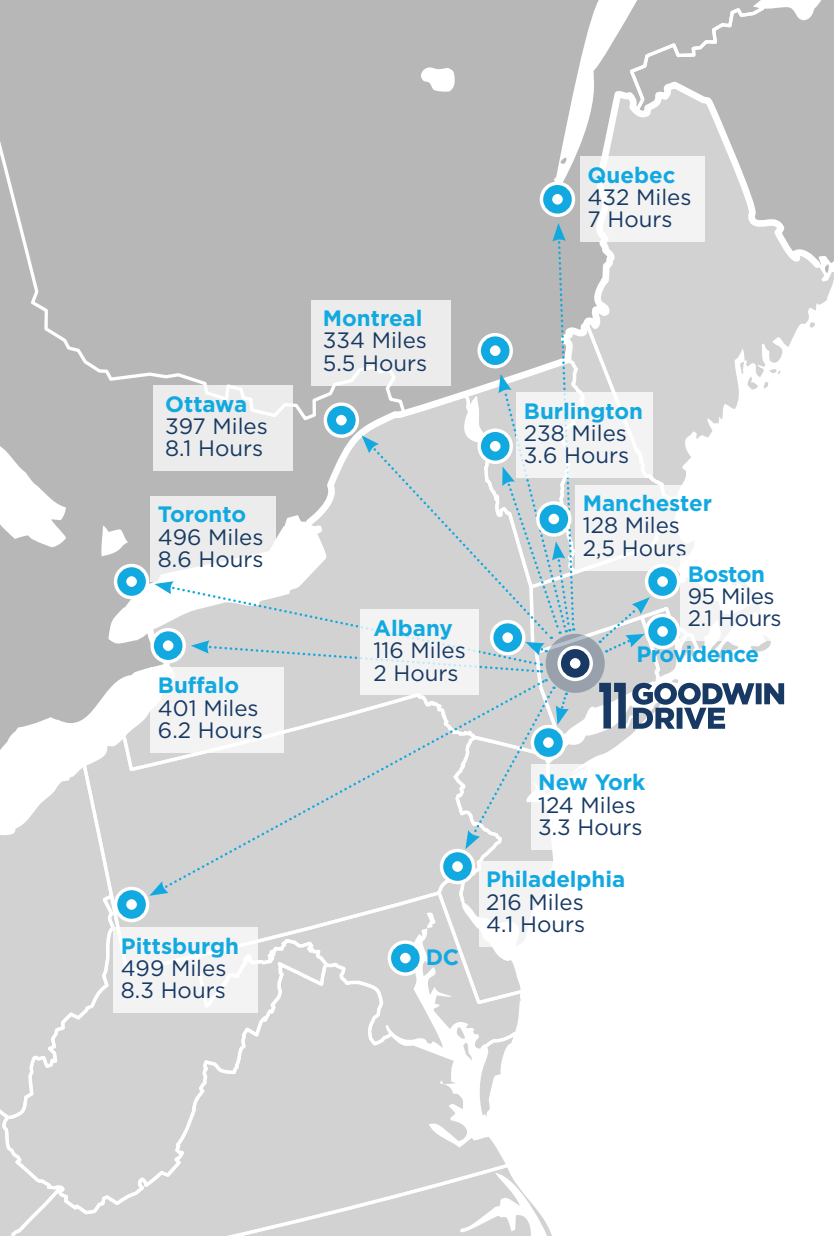 Quebec
432 Miles
7 Hours
Montreal
334 Miles
5.5 Hours
Ottawa
397 Miles
8.1 Hours
Burlington
238 Miles
3.6 Hours
Toronto
496 Miles
8.6 Hours
Manchester
128 Miles
2,5 Hours
Boston
95 Miles
2.1 Hours
Albany
116 Miles
2 Hours
Providence
Buffalo
401 Miles
6.2 Hours
11 GOODWIN
DRIVE
New York
124 Miles
3.3 Hours
Philadelphia
216 Miles
4.1 Hours
Pittsburgh
499 Miles
8.3 Hours
DC